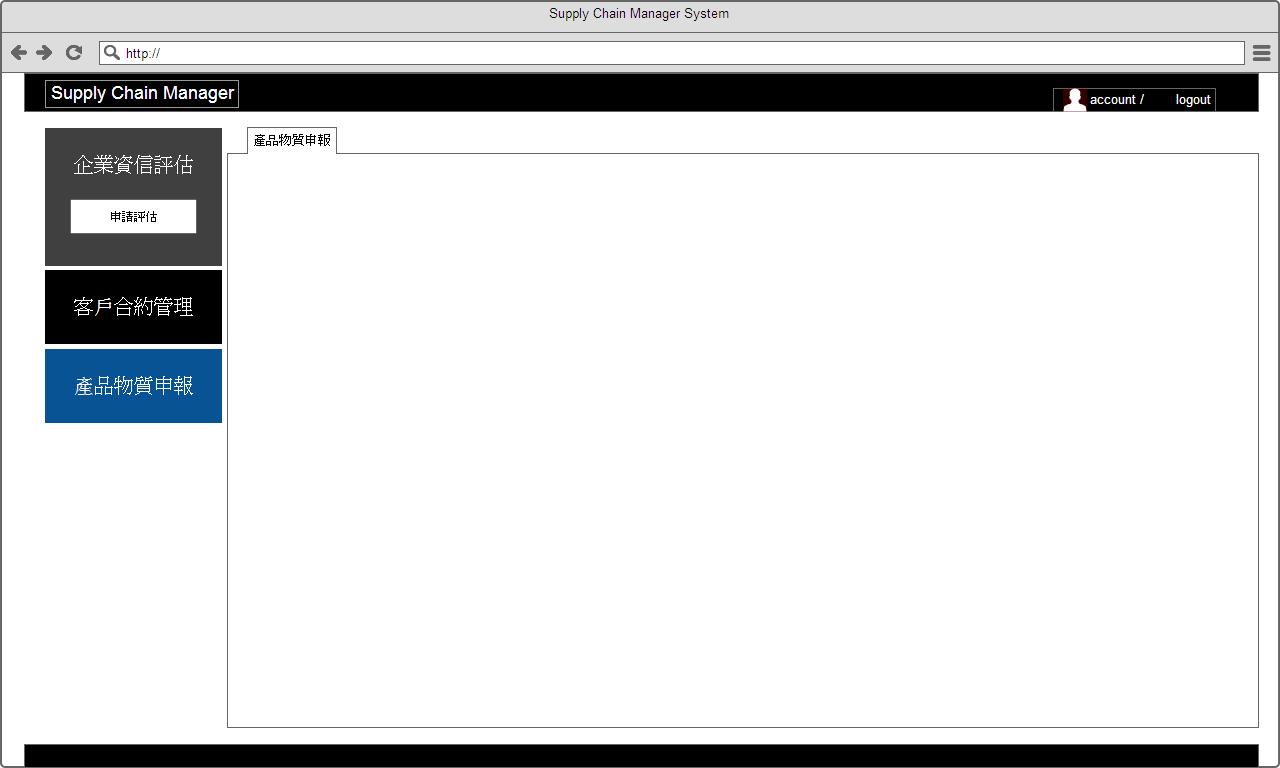 Supply Chain Manager System
http://
Supply Chain Manager
account / logout
產品物質申報
企業資信評估
申請評估
客戶合約管理
產品物質申報